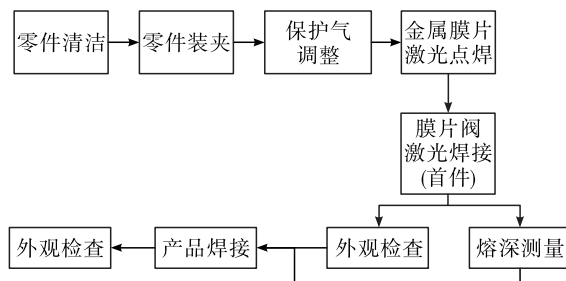 零件清洁
零件装夹
保护气
调整
金属膜片
激光点焊
膜片阀
激光焊接
(首件)
外观检查
产品焊接
外观检查
熔深测量